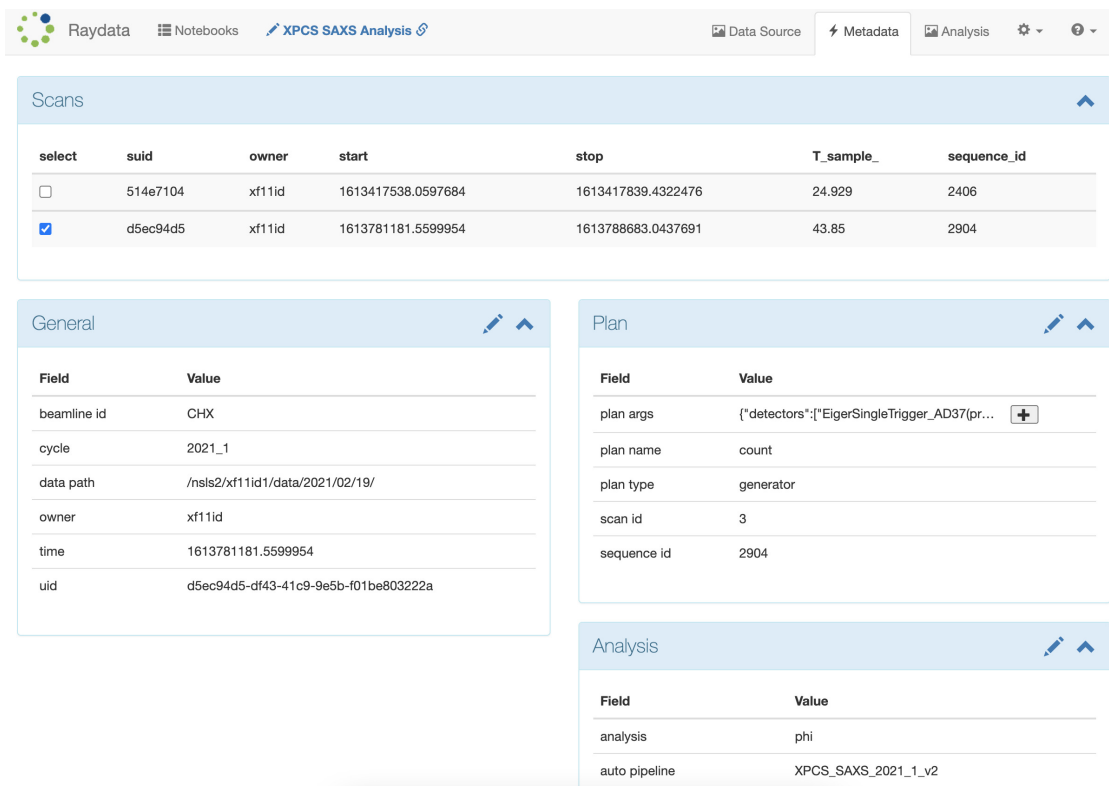 Raydata Notebooks XPCS SAXS Analysis Data Source Metadata Analysis
Scans
select suid owner start stop T_sample_ sequence_id
514e7104 xf11id 1613417538.0597684 1613417839.4322476 24.929 2406
d5ec94d5 xf11id 1613781181.5599954 1613788683.0437691 43.85 2904
General
Field Value
beamline id CHX
cycle 2021_1
data path /nsls2/xf11id1/data/2021/02/19/
owner xf11id
time 1613781181.5599954
uid d5ec94d5-df43-41c9-9e5b-f01be803222a
Plan
Field Value
plan args {"detectors":["EigerSingleTrigger_AD37(pr...
plan name count
plan type generator
scan id 3
sequence id 2904
Analysis
Field Value
analysis phi
auto pipeline XPCS_SAXS_2021_1_v2